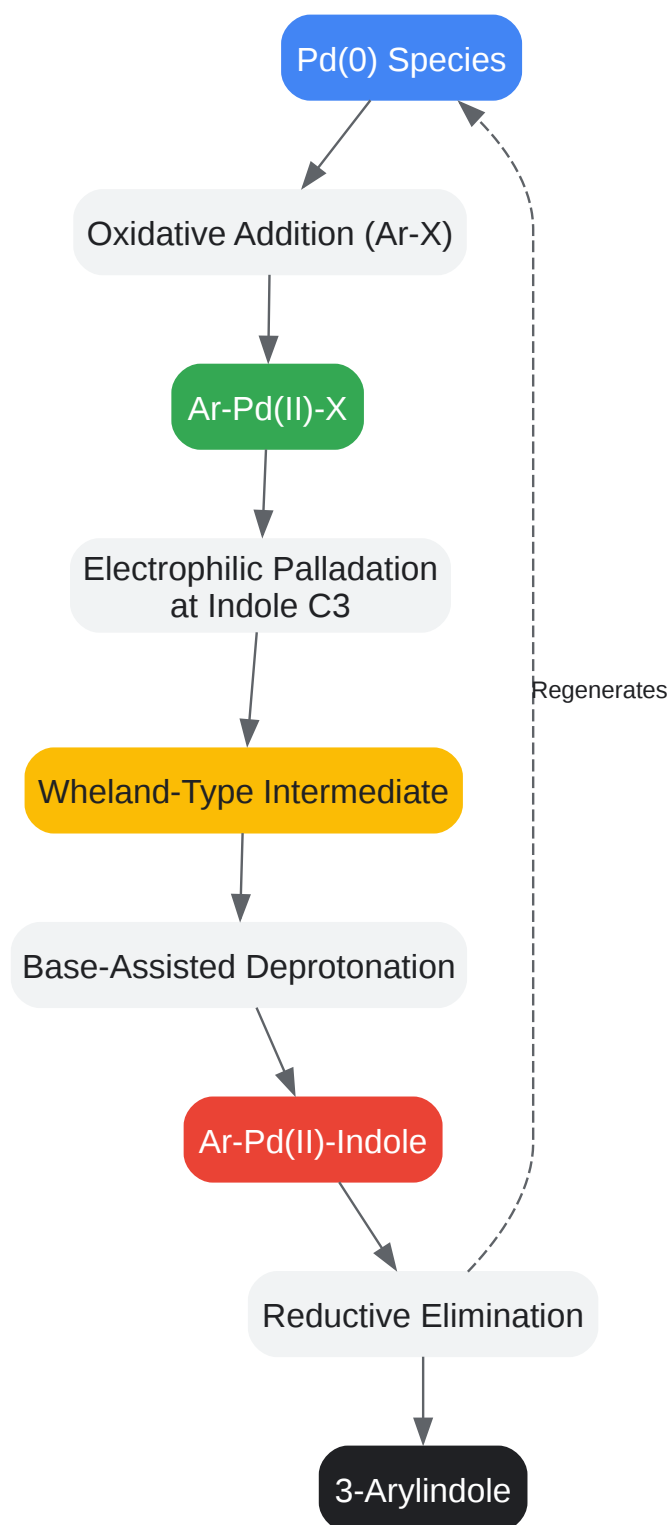 Pd(0) Species
Oxidative Addition (Ar-X)
Ar-Pd(II)-X
Electrophilic Palladation
at Indole C3
Regenerates
Wheland-Type Intermediate
Base-Assisted Deprotonation
Ar-Pd(II)-Indole
Reductive Elimination
3-Arylindole